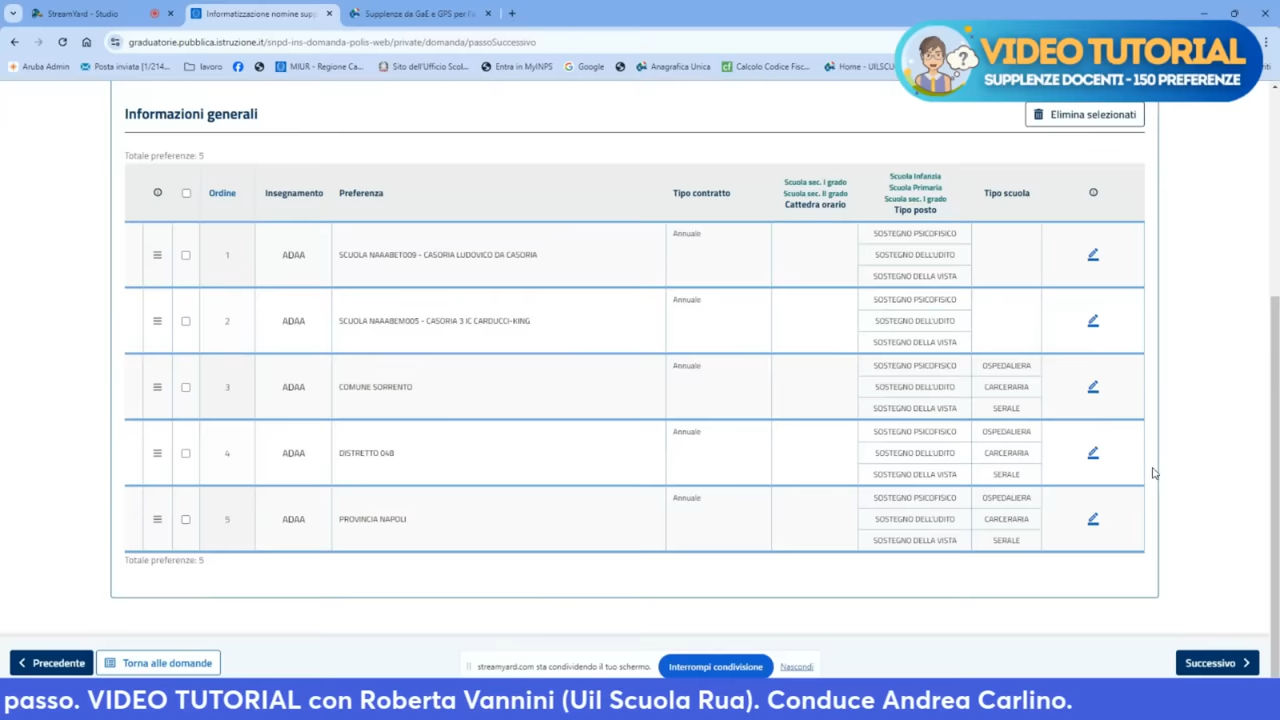 StreamYard - Studio
Informatizzazione nomine supp
Supplenze da GaE e GPS per l'a
graduatorie.pubblica.istruzione.it/snpd-ins-domanda-polis-web/private/domanda/passoSuccessivo
Aruba Admin
Posta inviata [1/214...
lavoro
MIUR - Regione Ca...
Sito dell'Ufficio Scol...
Entra in MyINPS
Google
Anagrafica Unica
Calcolo Codice Fisc...
Home - UILSCU
VIDEO TUTORIAL
SUPPLENZE DOCENTI - 150 PREFERENZE
Informazioni generali
Elimina selezionati
Totale preferenze: 5
Ordine
Insegnamento
Preferenza
Tipo contratto
Scuola sec. I grado
Scuola sec. II grado
Cattedra orario
Scuola Infanzia
Scuola Primaria
Scuola sec. I grado
Tipo posto
Tipo scuola
1 ADAA SCUOLA NAAA8ET009 - CASORIA LUDOVICO DA CASORIA Annuale
SOSTEGNO PSICOFISICO
SOSTEGNO DELL'UDITO
SOSTEGNO DELLA VISTA
2 ADAA SCUOLA NAAA8EM005 - CASORIA 3 IC CARDUCCI-KING Annuale
SOSTEGNO PSICOFISICO
SOSTEGNO DELL'UDITO
SOSTEGNO DELLA VISTA
3 ADAA COMUNE SORRENTO Annuale
SOSTEGNO PSICOFISICO OSPEDALIERA
SOSTEGNO DELL'UDITO CARCERARIA
SOSTEGNO DELLA VISTA SERALE
4 ADAA DISTRETTO 048 Annuale
SOSTEGNO PSICOFISICO OSPEDALIERA
SOSTEGNO DELL'UDITO CARCERARIA
SOSTEGNO DELLA VISTA SERALE
5 ADAA PROVINCIA NAPOLI Annuale
SOSTEGNO PSICOFISICO OSPEDALIERA
SOSTEGNO DELL'UDITO CARCERARIA
SOSTEGNO DELLA VISTA SERALE
Totale preferenze: 5
Precedente
Torna alle domande
streamyard.com sta condividendo il tuo schermo.
Interrompi condivisione
Nascondi
Successivo
passo. VIDEO TUTORIAL con Roberta Vannini (Uil Scuola Rua). Conduce Andrea Carlino.